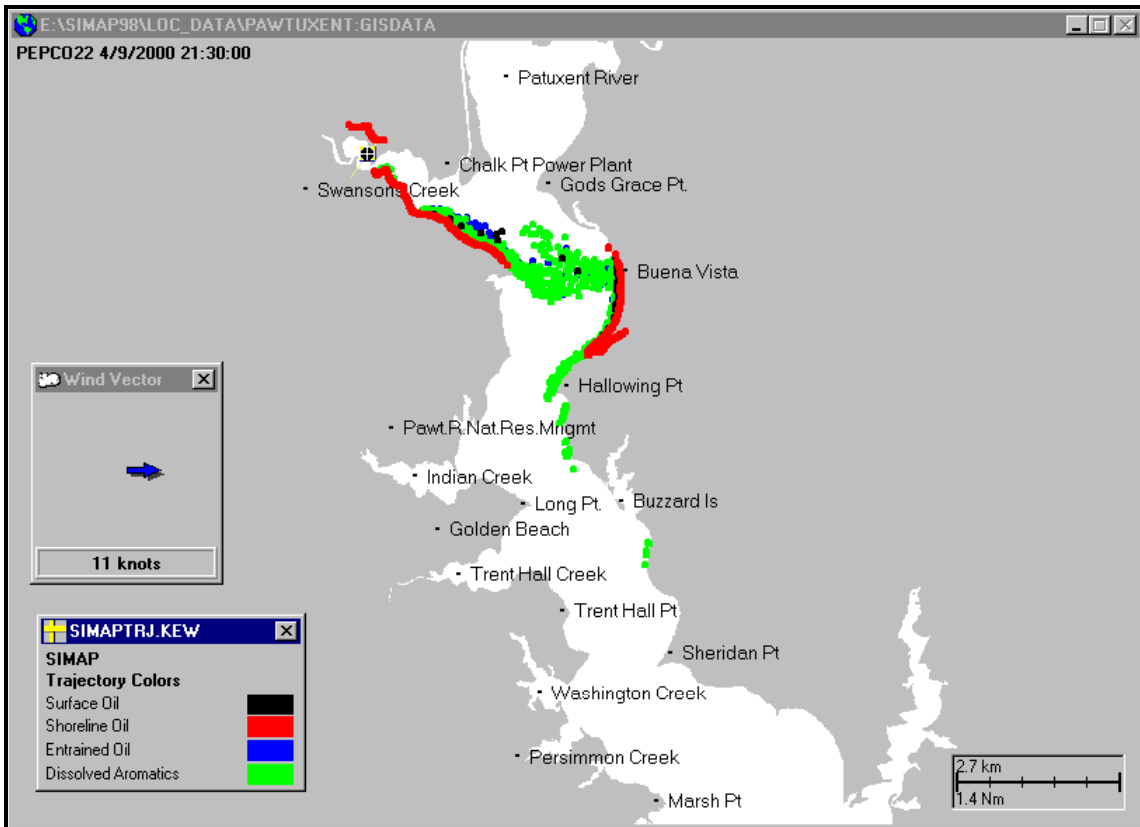 E:\SIMAP98\LOC_DATA\PAWTUXENT:GISDATA
PEPCO22 4/9/2000 21:30:00
Patuxent River
Chalk Pt Power Plant
Swansons Creek
Gods Grace Pt.
Buena Vista
Wind Vector
Hallowing Pt
Pawt.R.Nat.Res.Mngmt
Indian Creek
Long Pt.
Buzzard Is
Golden Beach
11 knots
Trent Hall Creek
Trent Hall Pt
SIMAPTRJ.KEW
SIMAP
Trajectory Colors
Surface Oil
Shoreline Oil
Entrained Oil
Dissolved Aromatics
Sheridan Pt
Washington Creek
Persimmon Creek
Marsh Pt
2.7 km
1.4 Nm